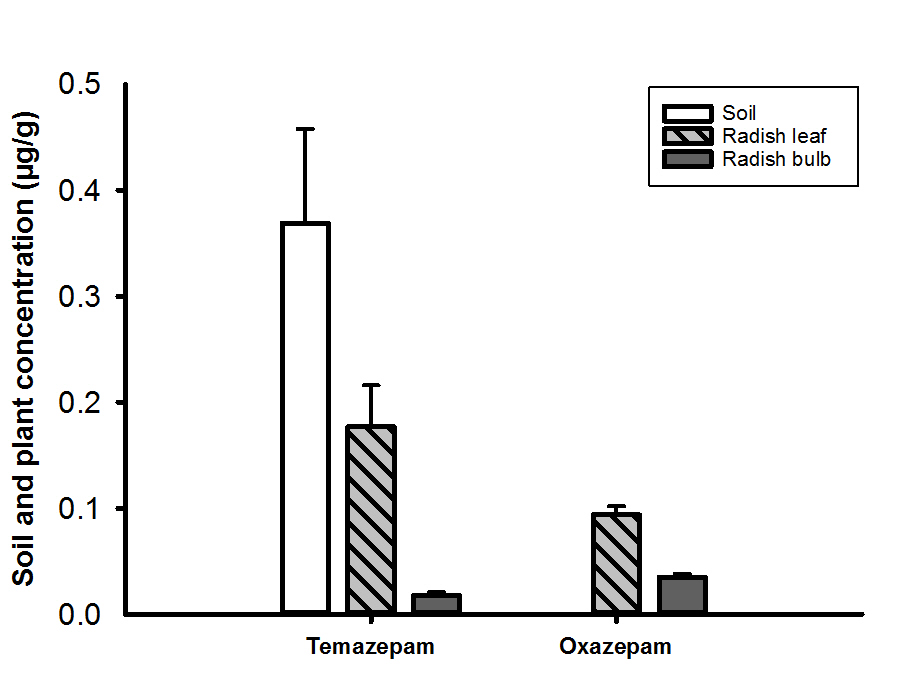 Soil and plant concentration (µg/g)
0.5
0.4
0.3
0.2
0.1
0.0
Soil
Radish leaf
Radish bulb
Temazepam
Oxazepam